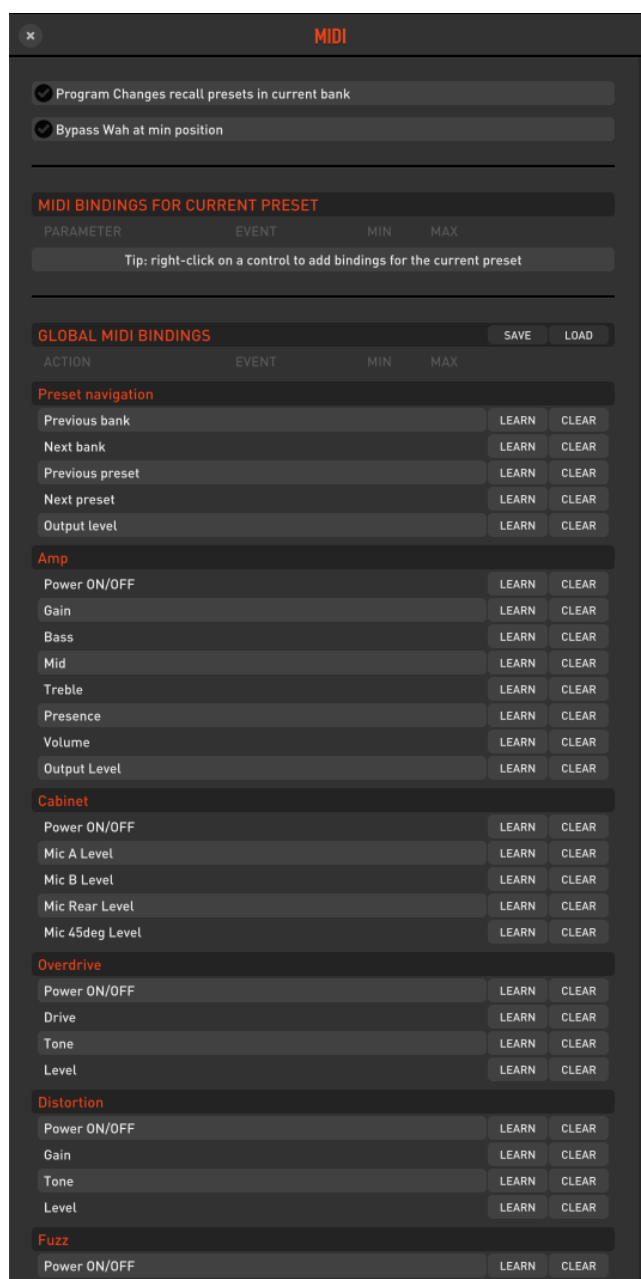 MIDI
Program Changes recall presets in current bank
Bypass Wah at min position
MIDI BINDINGS FOR CURRENT PRESET
PARAMETER EVENT MIN MAX
Tip: right-click on a control to add bindings for the current preset
GLOBAL MIDI BINDINGS SAVE LOAD
ACTION EVENT MIN MAX
Preset navigation
Previous bank LEARN CLEAR
Next bank LEARN CLEAR
Previous preset LEARN CLEAR
Next preset LEARN CLEAR
Output level LEARN CLEAR
Amp
Power ON/OFF LEARN CLEAR
Gain LEARN CLEAR
Bass LEARN CLEAR
Mid LEARN CLEAR
Treble LEARN CLEAR
Presence LEARN CLEAR
Volume LEARN CLEAR
Output Level LEARN CLEAR
Cabinet
Power ON/OFF LEARN CLEAR
Mic A Level LEARN CLEAR
Mic B Level LEARN CLEAR
Mic Rear Level LEARN CLEAR
Mic 45deg Level LEARN CLEAR
Overdrive
Power ON/OFF LEARN CLEAR
Drive LEARN CLEAR
Tone LEARN CLEAR
Level LEARN CLEAR
Distortion
Power ON/OFF LEARN CLEAR
Gain LEARN CLEAR
Tone LEARN CLEAR
Level LEARN CLEAR
Fuzz
Power ON/OFF LEARN CLEAR